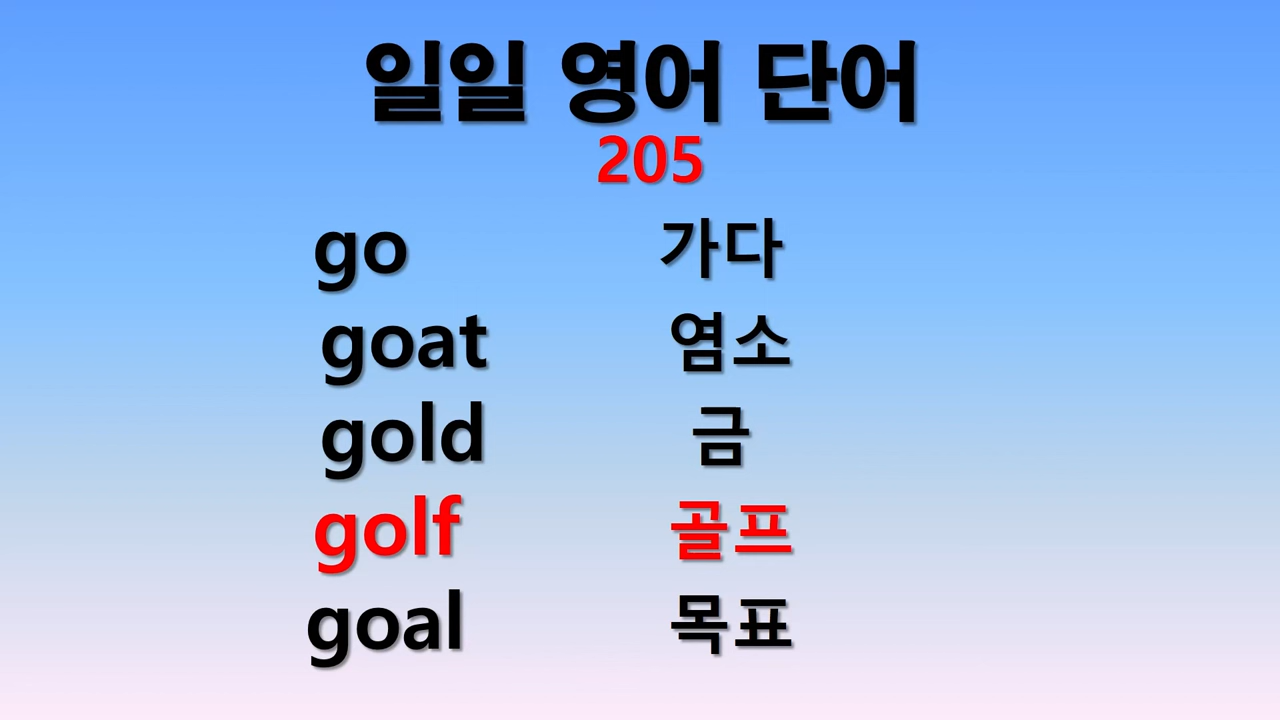 일일 영어 단어
205
go 가다
goat 염소
gold 금
golf 골프
goal 목표